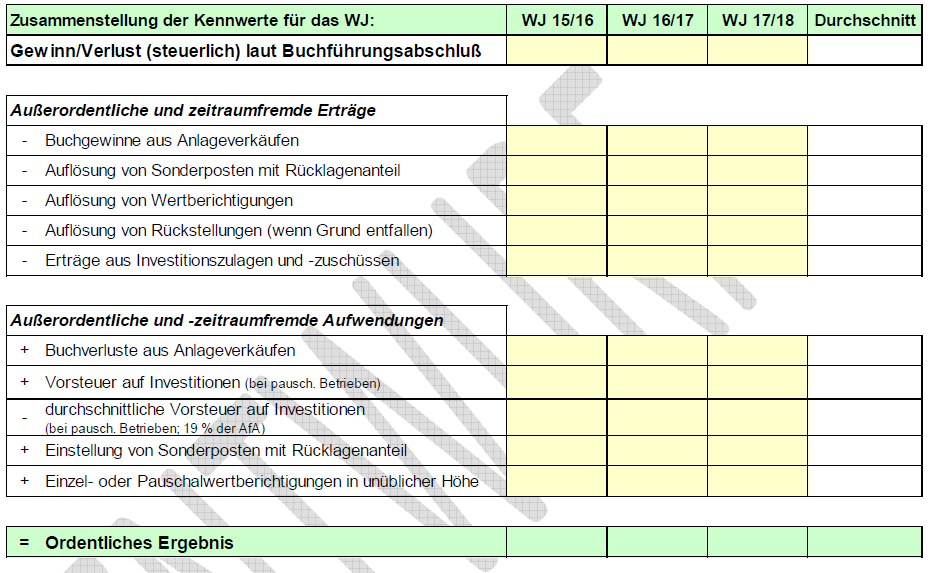 Zusammenstellung der Kennwerte für das WJ: WJ 15/16 WJ 16/17 WJ 17/18 Durchschnitt
Gewinn/Verlust (steuerlich) laut Buchführungsabschluß
Außerordentliche und zeitraumfremde Erträge
- Buchgewinne aus Anlageverkäufen
- Auflösung von Sonderposten mit Rücklagenanteil
- Auflösung von Wertberichtigungen
- Auflösung von Rückstellungen (wenn Grund entfallen)
- Erträge aus Investitionszulagen und -zuschüssen
Außerordentliche und -zeitraumfremde Aufwendungen
+ Buchverluste aus Anlageverkäufen
+ Vorsteuer auf Investitionen (bei pausch. Betrieben)
- durchschnittliche Vorsteuer auf Investitionen
(bei pausch. Betrieben; 19 % der AfA)
+ Einstellung von Sonderposten mit Rücklagenanteil
+ Einzel- oder Pauschalwertberichtigungen in unüblicher Höhe
= Ordentliches Ergebnis